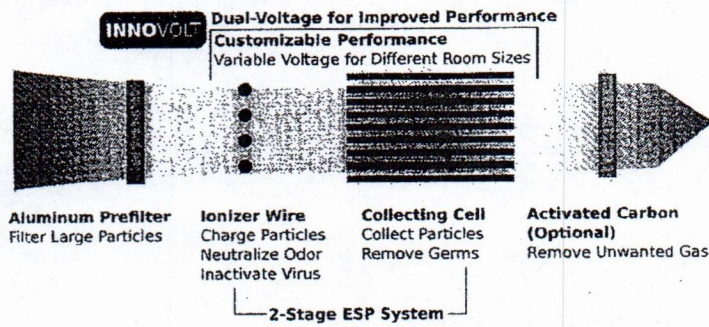 INNOVOLT
Dual-Voltage for Improved Performance
Customizable Performance
Variable Voltage for Different Room Sizes
Aluminum Prefilter
Filter Large Particles
Ionizer Wire
Charge Particles
Neutralize Odor
Inactivate Virus
Collecting Cell
Collect Particles
Remove Germs
Activated Carbon
(Optional)
Remove Unwanted Gas
2-Stage ESP System